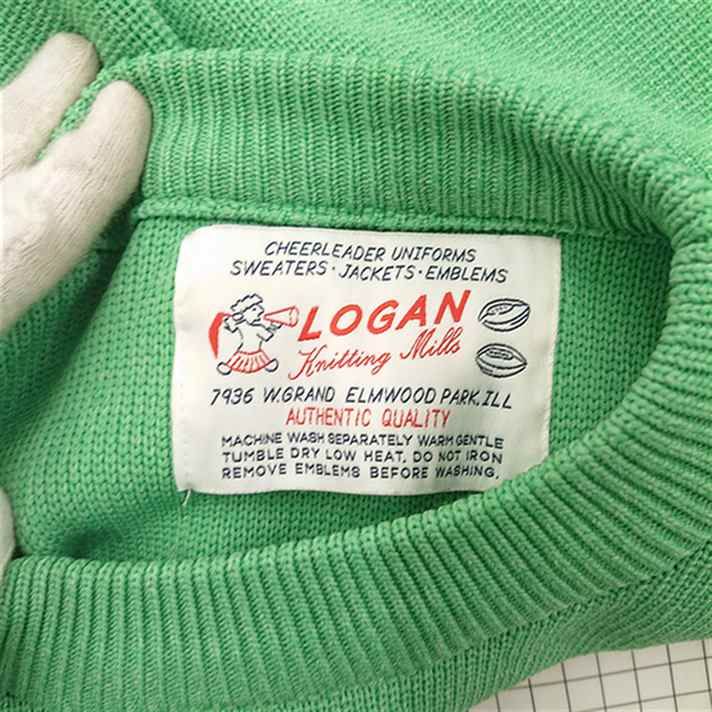 CHEERLEADER UNIFORMS
SWEATERS · JACKETS · EMBLEMS
LOGAN
Knitting Mills
7936 W. GRAND ELMWOOD PARK, ILL
AUTHENTIC QUALITY
MACHINE WASH SEPARATELY WARM GENTLE
TUMBLE DRY LOW HEAT. DO NOT IRON
REMOVE EMBLEMS BEFORE WASHING.